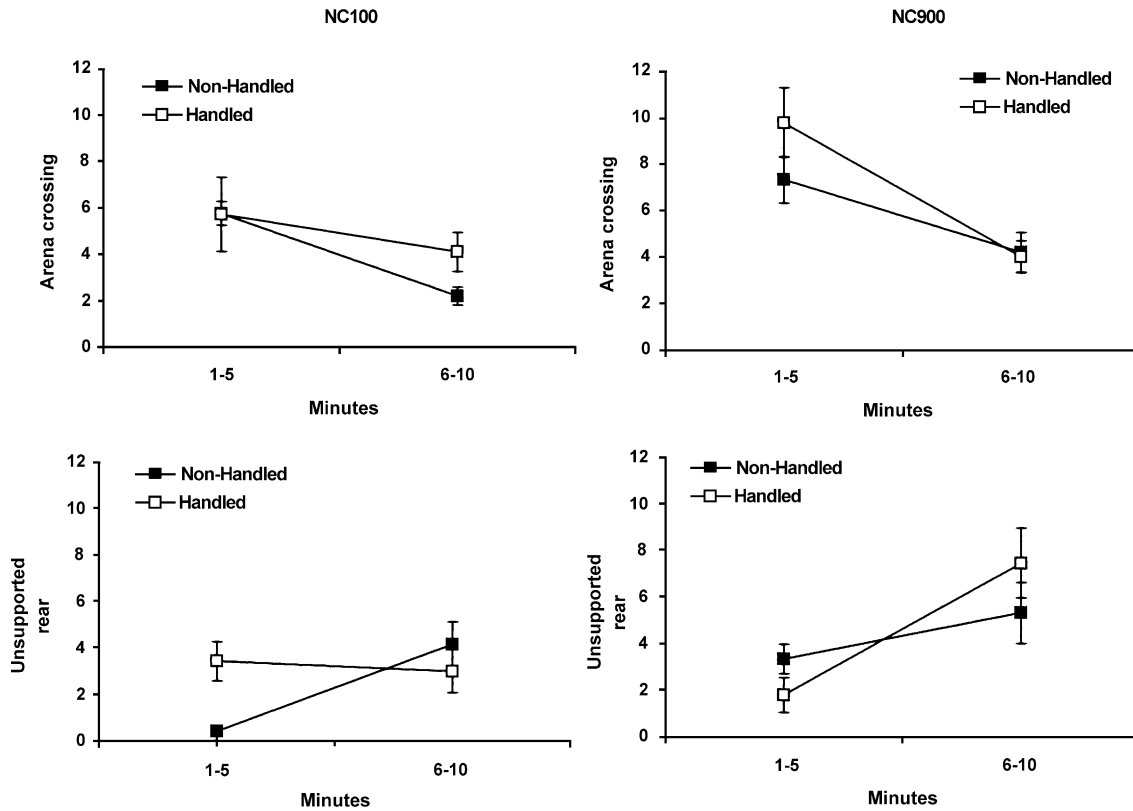 NC100
12
10
8
6
4
2
0
Arena crossing
Non-Handled
Handled
1-5
6-10
Minutes
NC900
12
10
8
6
4
2
0
Arena crossing
Non-Handled
Handled
1-5
6-10
Minutes
12
10
8
6
4
2
0
Unsupported
rear
Non-Handled
Handled
1-5
6-10
Minutes
12
10
8
6
4
2
0
Unsupported
rear
Non-Handled
Handled
1-5
6-10
Minutes